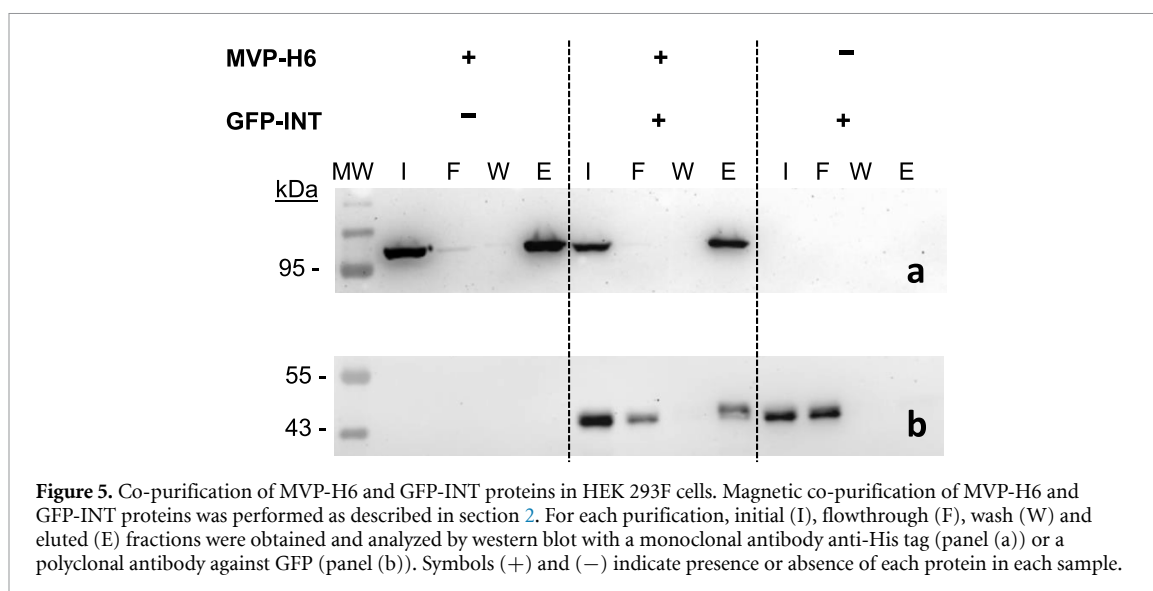 MVP-H6 + + −
GFP-INT − + +
MW I F W E I F W E I F W E
kDa
95 -
a
55 -
43 -
b
Figure 5. Co-purification of MVP-H6 and GFP-INT proteins in HEK 293F cells. Magnetic co-purification of MVP-H6 and
GFP-INT proteins was performed as described in section 2. For each purification, initial (I), flowthrough (F), wash (W) and
eluted (E) fractions were obtained and analyzed by western blot with a monoclonal antibody anti-His tag (panel (a)) or a
polyclonal antibody against GFP (panel (b)). Symbols (+) and (−) indicate presence or absence of each protein in each sample.